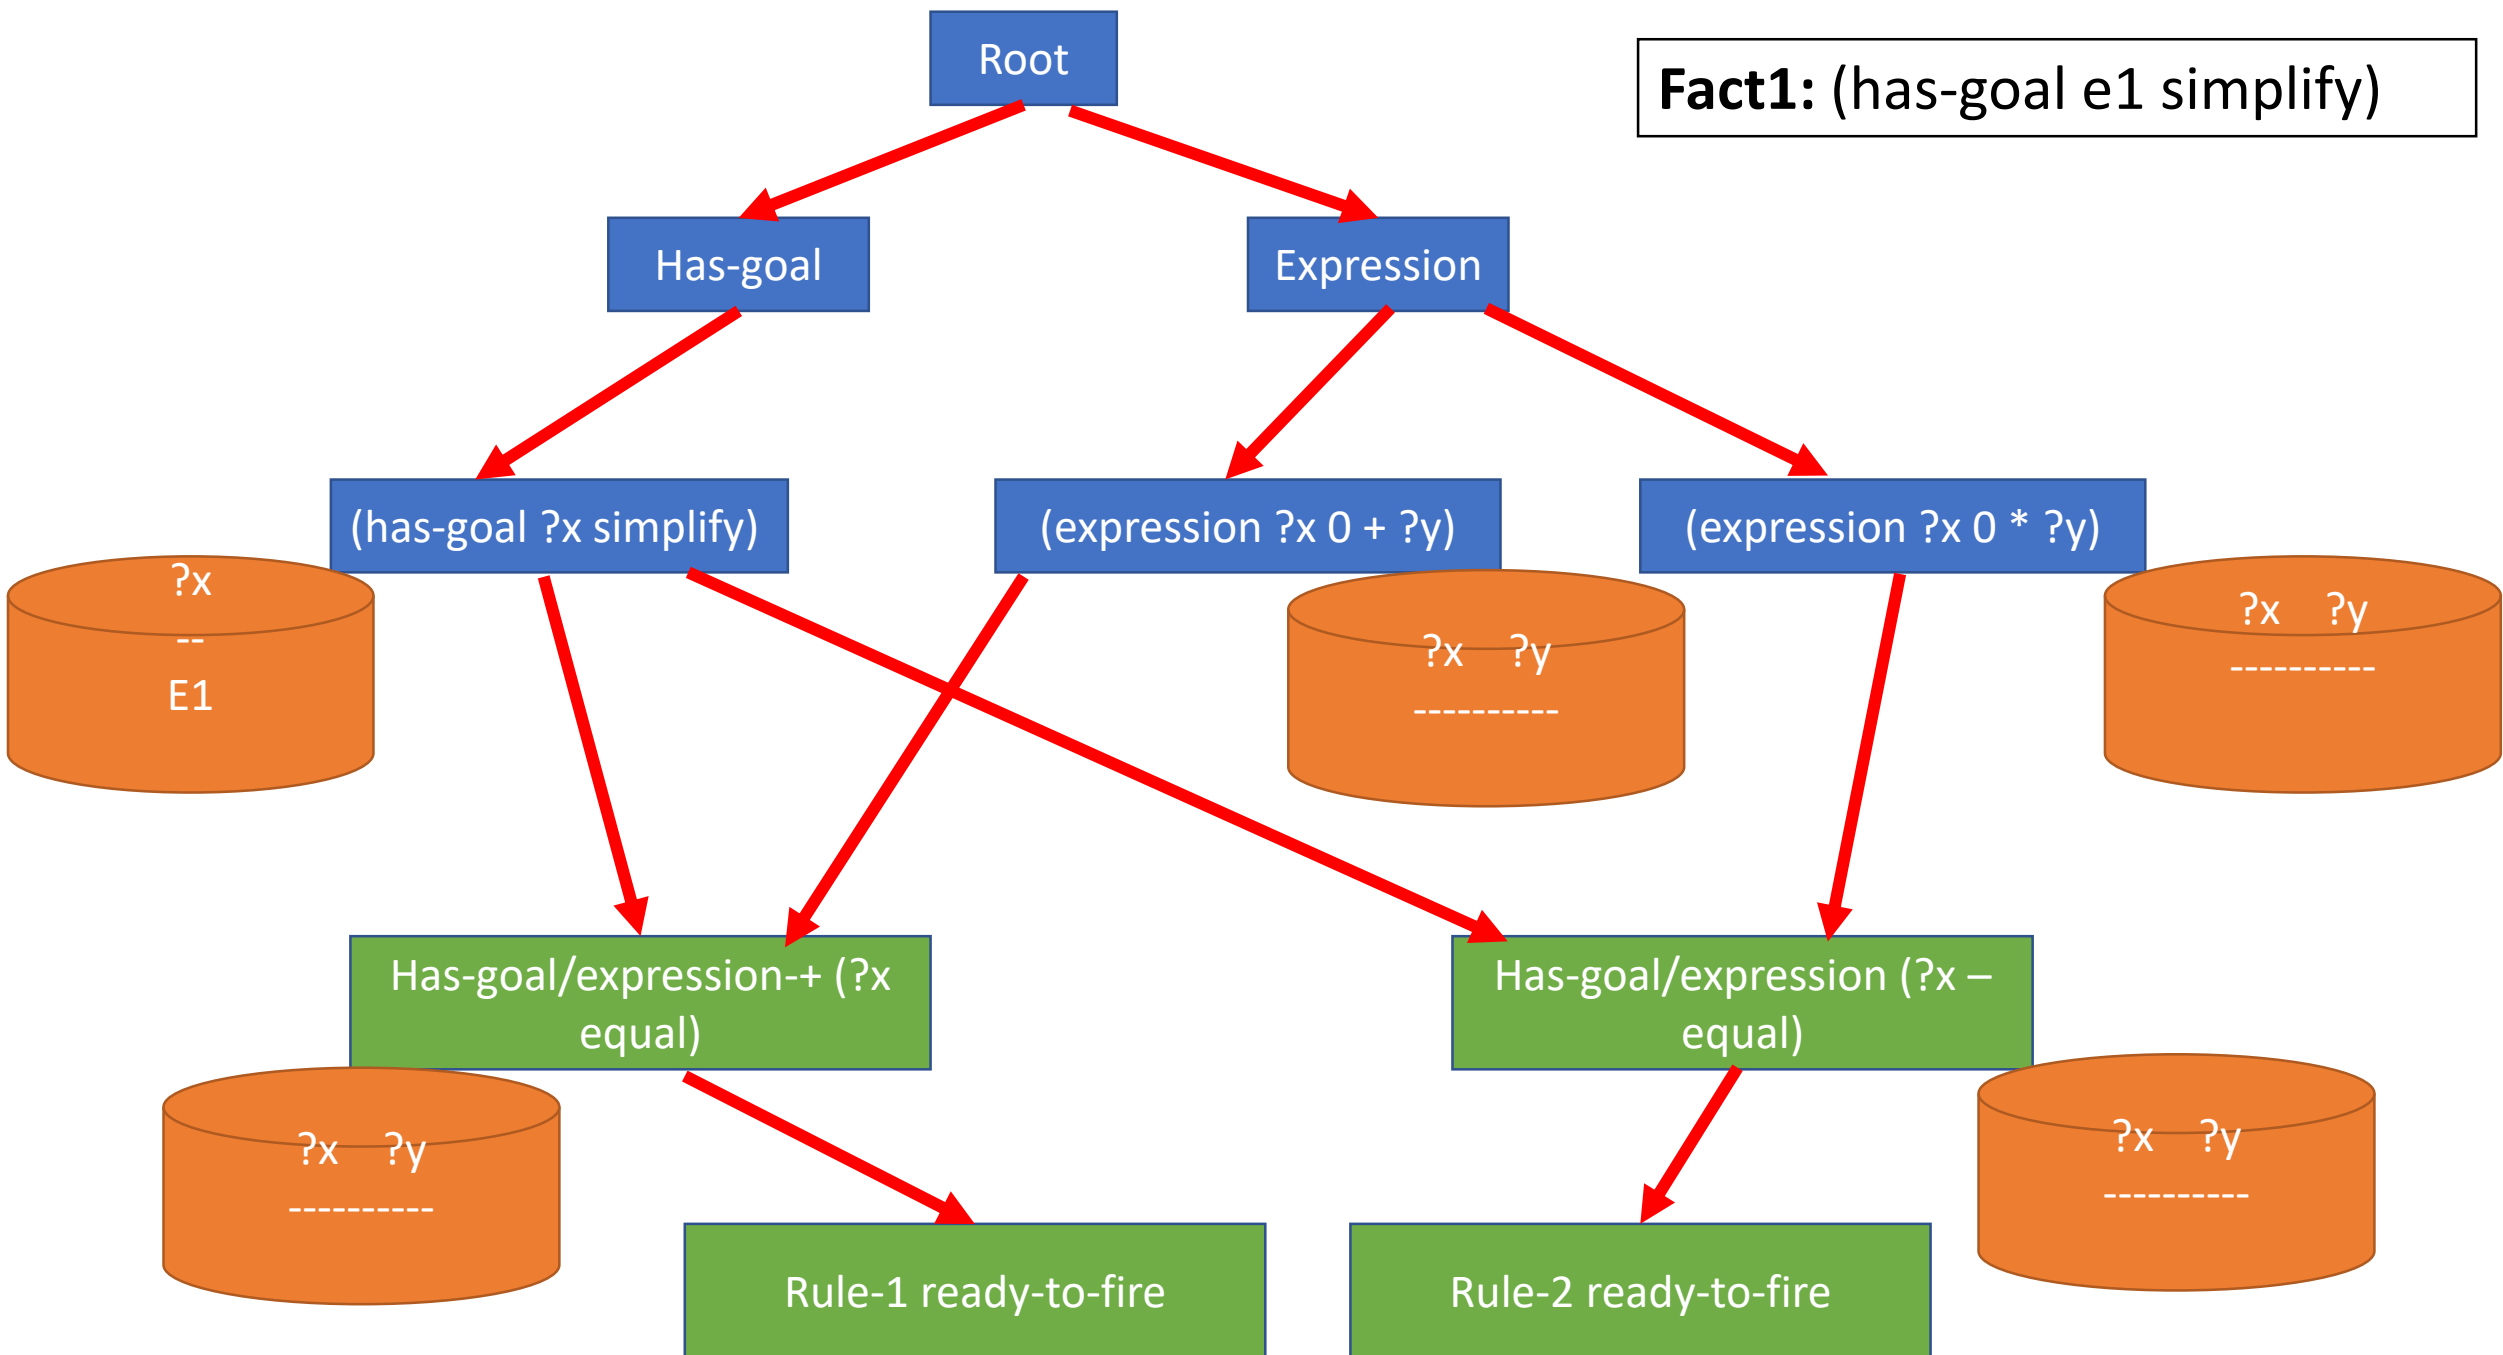 Root
Fact1: (has-goal e1 simplify)
Has-goal
Expression
(has-goal ?x simplify)
(expression ?x 0 + ?y)
(expression ?x 0 * ?y)
?x
--
E1
?x ?y
----------
?x ?y
----------
Has-goal/expression-+ (?x
equal)
Has-goal/expression (?x –
equal)
?x ?y
----------
?x ?y
----------
Rule-1 ready-to-fire
Rule-2 ready-to-fire